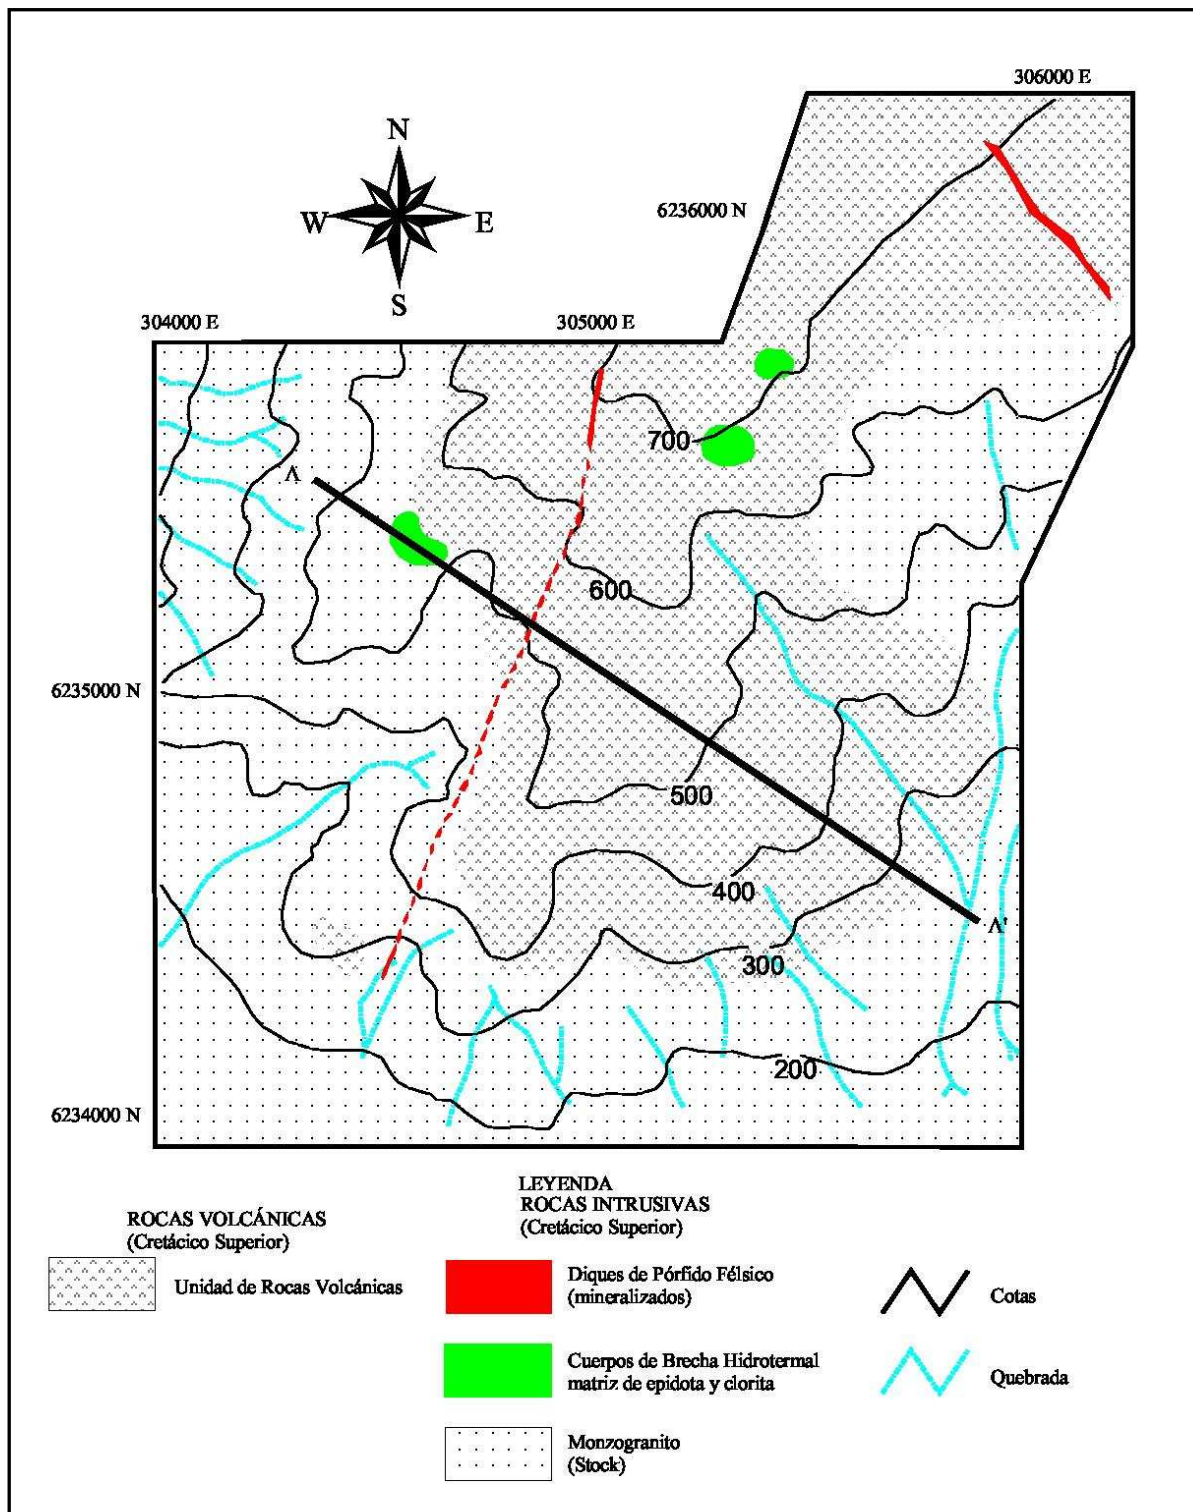 306000 E
N
6236000 N
W
E
S
304000 E
305000 E
700
Λ
600
6235000 N
500
400
Λ'
300
200
6234000 N
LEYENDA
ROCAS VOLCÁNICAS
(Cretácico Superior)
ROCAS INTRUSIVAS
(Cretácico Superior)
Unidad de Rocas Volcánicas
Diques de Pórfido Félsico
(mineralizados)
Cotas
Cuerpos de Brecha Hidrotermal
matriz de epidota y clorita
Quebrada
Monzogranito
(Stock)